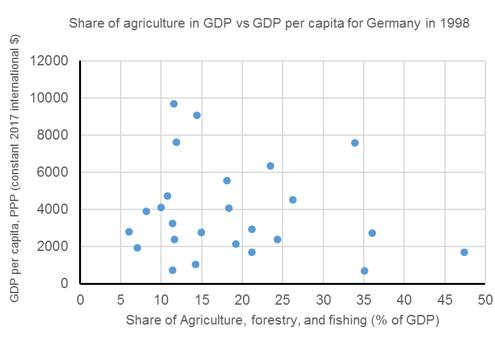 Share of agriculture in GDP vs GDP per capita for Germany in 1998
GDP per capita, PPP (constant 2017 international $)
12000
10000
8000
6000
4000
2000
0
0 5 10 15 20 25 30 35 40 45 50
Share of Agriculture, forestry, and fishing (% of GDP)